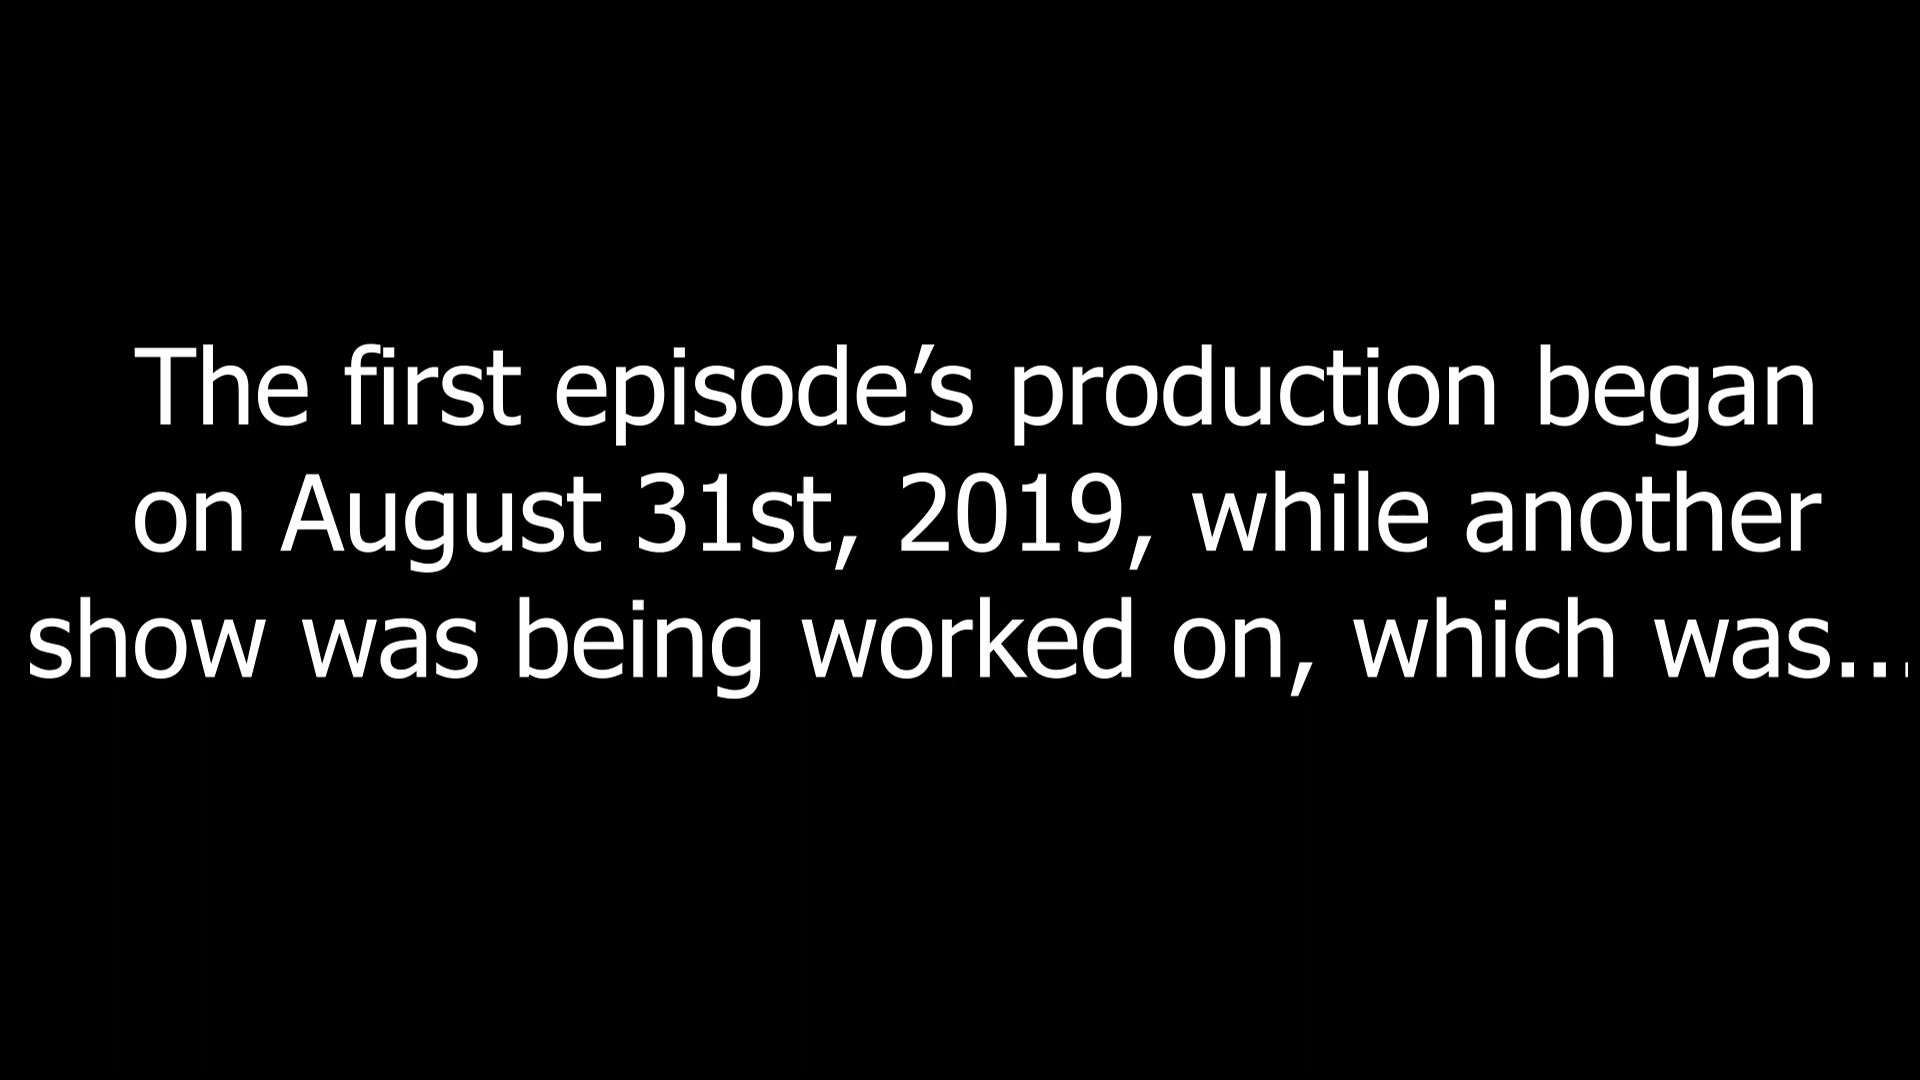 The first episode’s production began
on August 31st, 2019, while another
show was being worked on, which was...